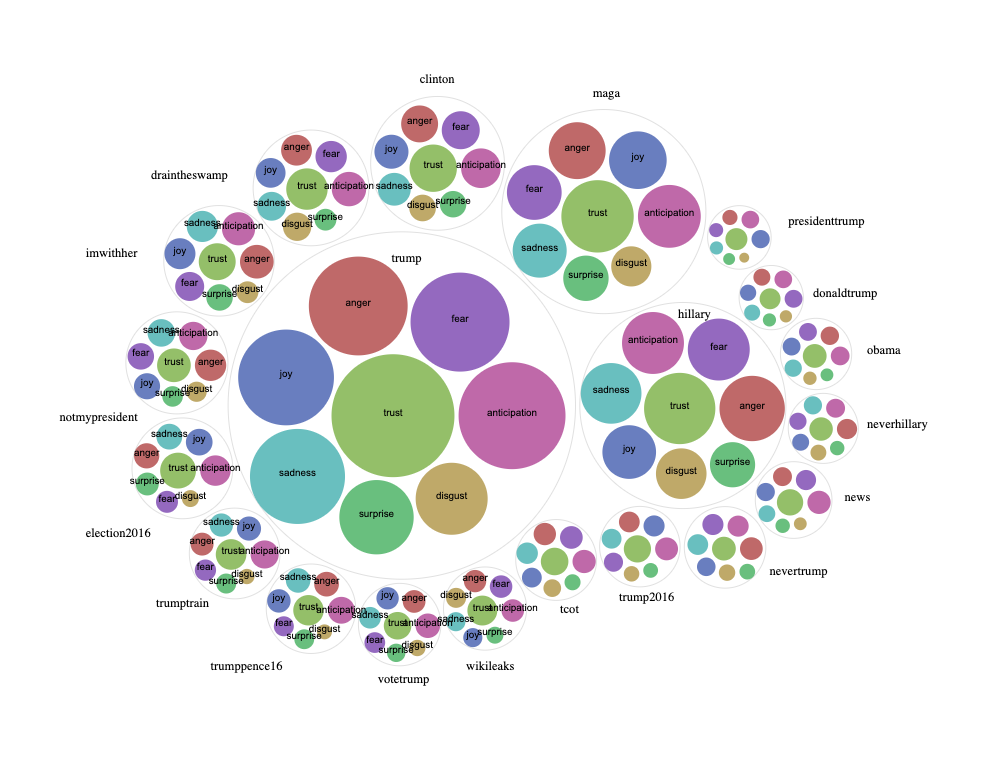 clinton
anger
fear
joy
trust
anticipation
sadness
disgust
surprise
maga
anger
joy
fear
trust
anticipation
sadness
surprise
disgust
draintheswamp
anger
fear
joy
trust
anticipation
sadness
disgust
surprise
presidenttrump
imwithher
sadness
anticipation
joy
trust
anger
fear
surprise
disgust
trump
anger
fear
joy
trust
anticipation
sadness
disgust
surprise
donaldtrump
hillary
anticipation
fear
sadness
trust
anger
joy
disgust
surprise
obama
notmypresident
sadness
anticipation
fear
trust
anger
joy
surprise
disgust
neverhillary
election2016
sadness
joy
anger
trust
anticipation
surprise
fear
disgust
news
trumptrain
sadness
joy
anger
trust
anticipation
fear
surprise
disgust
nevertrump
trumppence16
sadness
anger
joy
trust
anticipation
fear
surprise
disgust
votetrump
joy
anger
sadness
trust
anticipation
fear
surprise
disgust
wikileaks
anger
fear
disgust
trust
anticipation
sadness
joy
surprise
tcot
trump2016